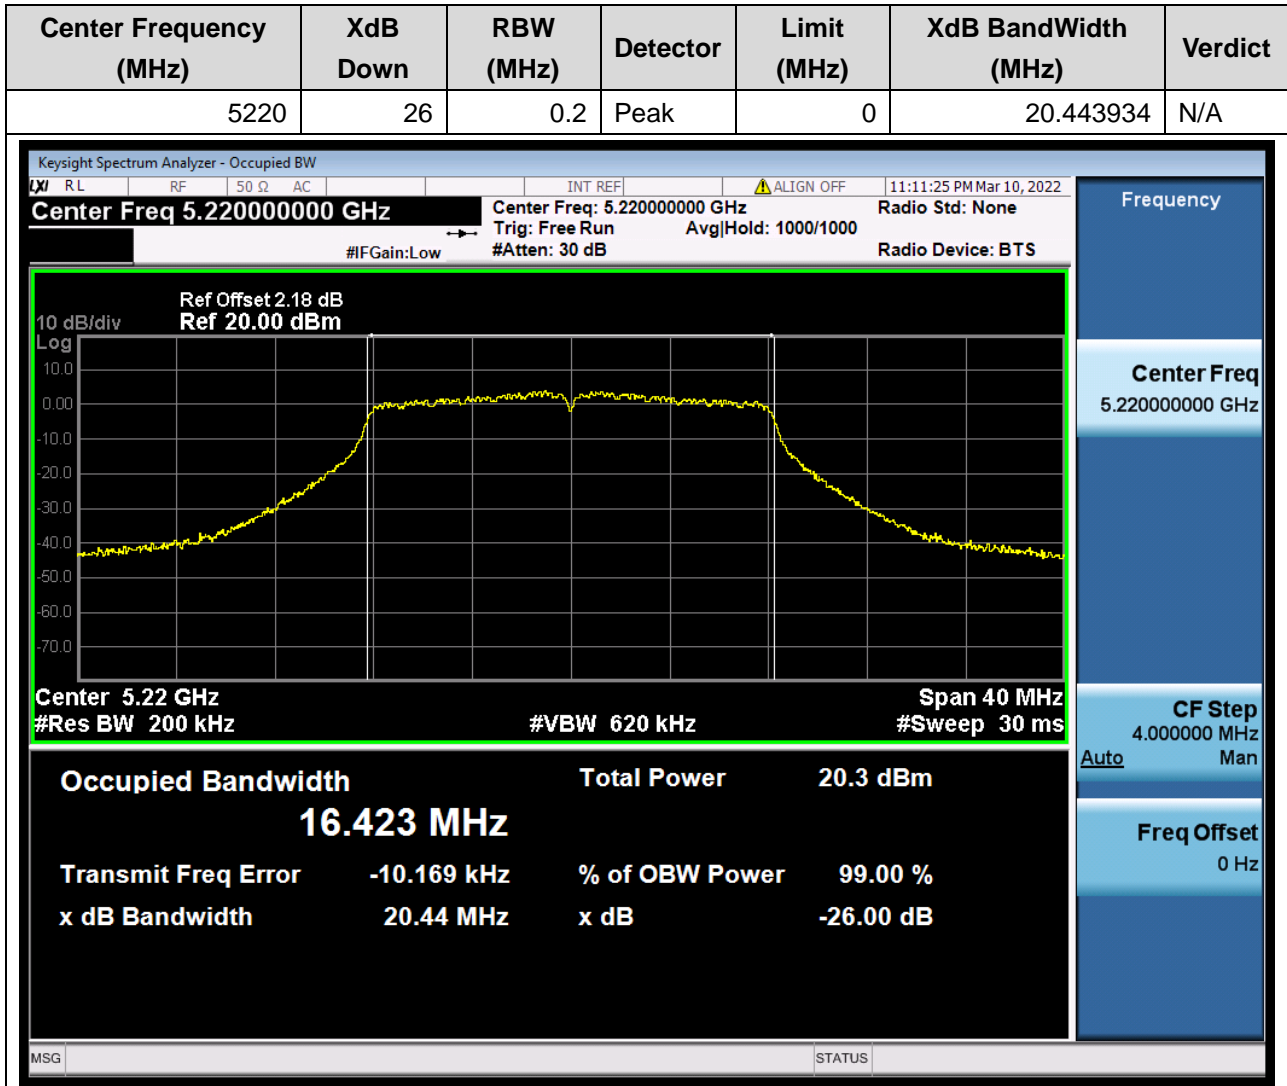 Center Frequency (MHz) XdB Down RBW (MHz) Detector Limit (MHz) XdB BandWidth (MHz) Verdict
5220 26 0.2 Peak 0 20.443934 N/A
Keysight Spectrum Analyzer - Occupied BW
LXI RL RF 50 Ω AC INT REF ALIGN OFF 11:11:25 PM Mar 10, 2022
Center Freq 5.220000000 GHz
Center Freq: 5.220000000 GHz
Radio Std: None
Trig: Free Run Avg|Hold: 1000/1000
#IFGain:Low
#Atten: 30 dB
Radio Device: BTS
Frequency
Ref Offset 2.18 dB
10 dB/div Ref 20.00 dBm
Log
10.0
0.00
-10.0
-20.0
-30.0
-40.0
-50.0
-60.0
-70.0
Center Freq
5.220000000 GHz
Center 5.22 GHz Span 40 MHz
#Res BW 200 kHz #VBW 620 kHz #Sweep 30 ms
CF Step
4.000000 MHz
Auto Man
Occupied Bandwidth Total Power 20.3 dBm
16.423 MHz
Transmit Freq Error -10.169 kHz % of OBW Power 99.00 %
x dB Bandwidth 20.44 MHz x dB -26.00 dB
Freq Offset
0 Hz
MSG STATUS